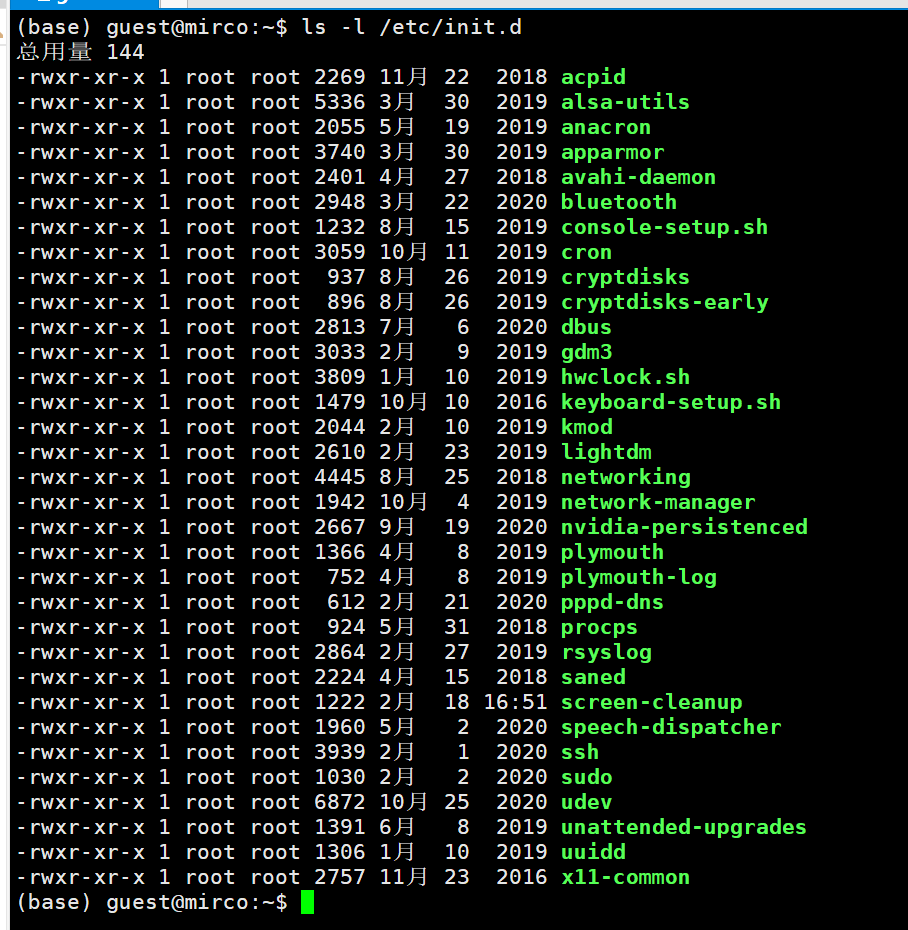 (base) guest@mirco:~$ ls -l /etc/init.d
总用量 144
-rwxr-xr-x 1 root root 2269 11月 22  2018 acpid
-rwxr-xr-x 1 root root 5336 3月  30  2019 alsa-utils
-rwxr-xr-x 1 root root 2055 5月  19  2019 anacron
-rwxr-xr-x 1 root root 3740 3月  30  2019 apparmor
-rwxr-xr-x 1 root root 2401 4月  27  2018 avahi-daemon
-rwxr-xr-x 1 root root 2948 3月  22  2020 bluetooth
-rwxr-xr-x 1 root root 1232 8月  15  2019 console-setup.sh
-rwxr-xr-x 1 root root 3059 10月 11  2019 cron
-rwxr-xr-x 1 root root  937 8月  26  2019 cryptdisks
-rwxr-xr-x 1 root root  896 8月  26  2019 cryptdisks-early
-rwxr-xr-x 1 root root 2813 7月   6  2020 dbus
-rwxr-xr-x 1 root root 3033 2月   9  2019 gdm3
-rwxr-xr-x 1 root root 3809 1月  10  2019 hwclock.sh
-rwxr-xr-x 1 root root 1479 10月 10  2016 keyboard-setup.sh
-rwxr-xr-x 1 root root 2044 2月  10  2019 kmod
-rwxr-xr-x 1 root root 2610 2月  23  2019 lightdm
-rwxr-xr-x 1 root root 4445 8月  25  2018 networking
-rwxr-xr-x 1 root root 1942 10月  4  2019 network-manager
-rwxr-xr-x 1 root root 2667 9月  19  2020 nvidia-persistenced
-rwxr-xr-x 1 root root 1366 4月   8  2019 plymouth
-rwxr-xr-x 1 root root  752 4月   8  2019 plymouth-log
-rwxr-xr-x 1 root root  612 2月  21  2020 pppd-dns
-rwxr-xr-x 1 root root  924 5月  31  2018 procps
-rwxr-xr-x 1 root root 2864 2月  27  2019 rsyslog
-rwxr-xr-x 1 root root 2224 4月  15  2018 saned
-rwxr-xr-x 1 root root 1222 2月  18 16:51 screen-cleanup
-rwxr-xr-x 1 root root 1960 5月   2  2020 speech-dispatcher
-rwxr-xr-x 1 root root 3939 2月   1  2020 ssh
-rwxr-xr-x 1 root root 1030 2月   2  2020 sudo
-rwxr-xr-x 1 root root 6872 10月 25  2020 udev
-rwxr-xr-x 1 root root 1391 6月   8  2019 unattended-upgrades
-rwxr-xr-x 1 root root 1306 1月  10  2019 uuidd
-rwxr-xr-x 1 root root 2757 11月 23  2016 x11-common
(base) guest@mirco:~$